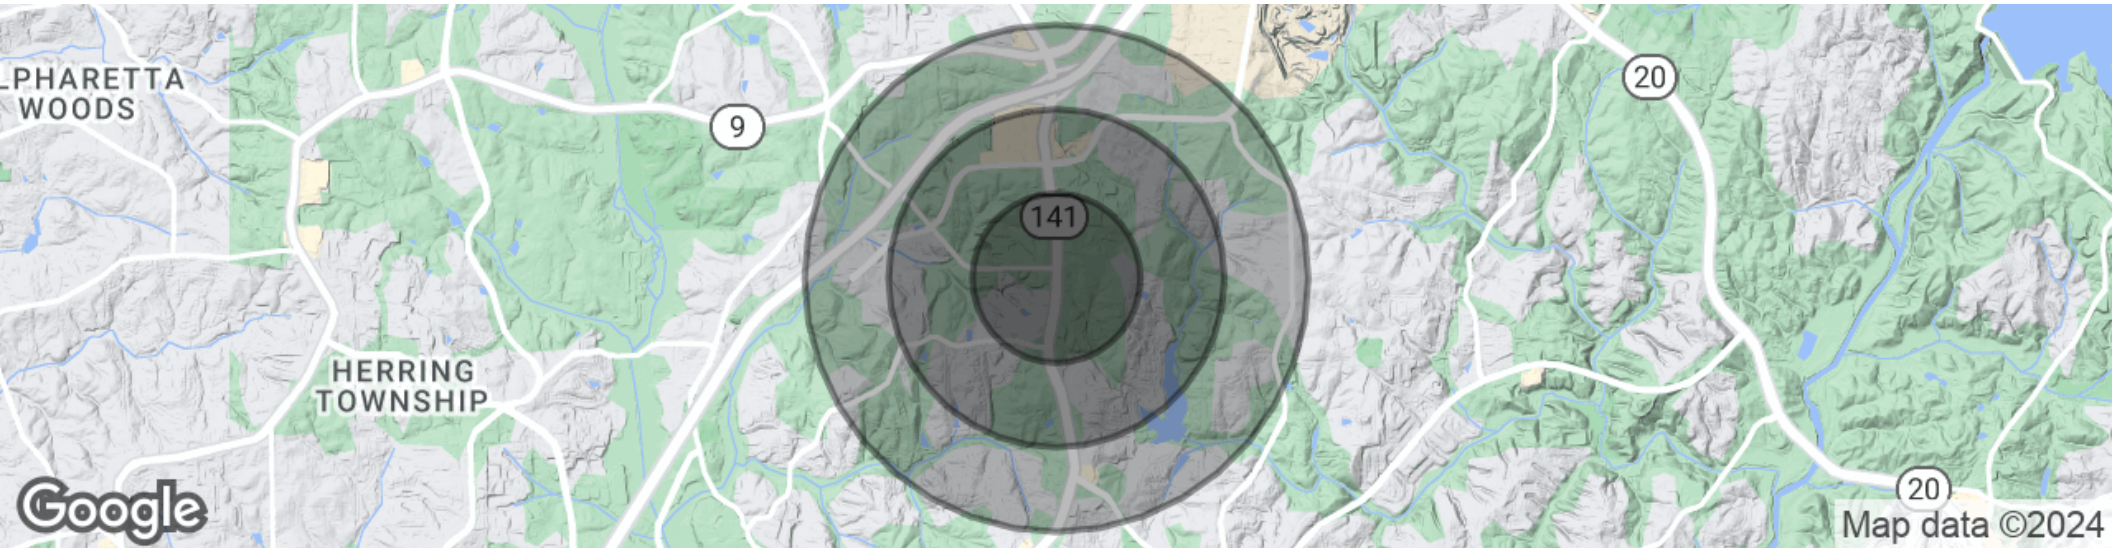 LPHARETTA
WOODS
9
20
141
HERRING
TOWNSHIP
20
Google
Map data ©2024